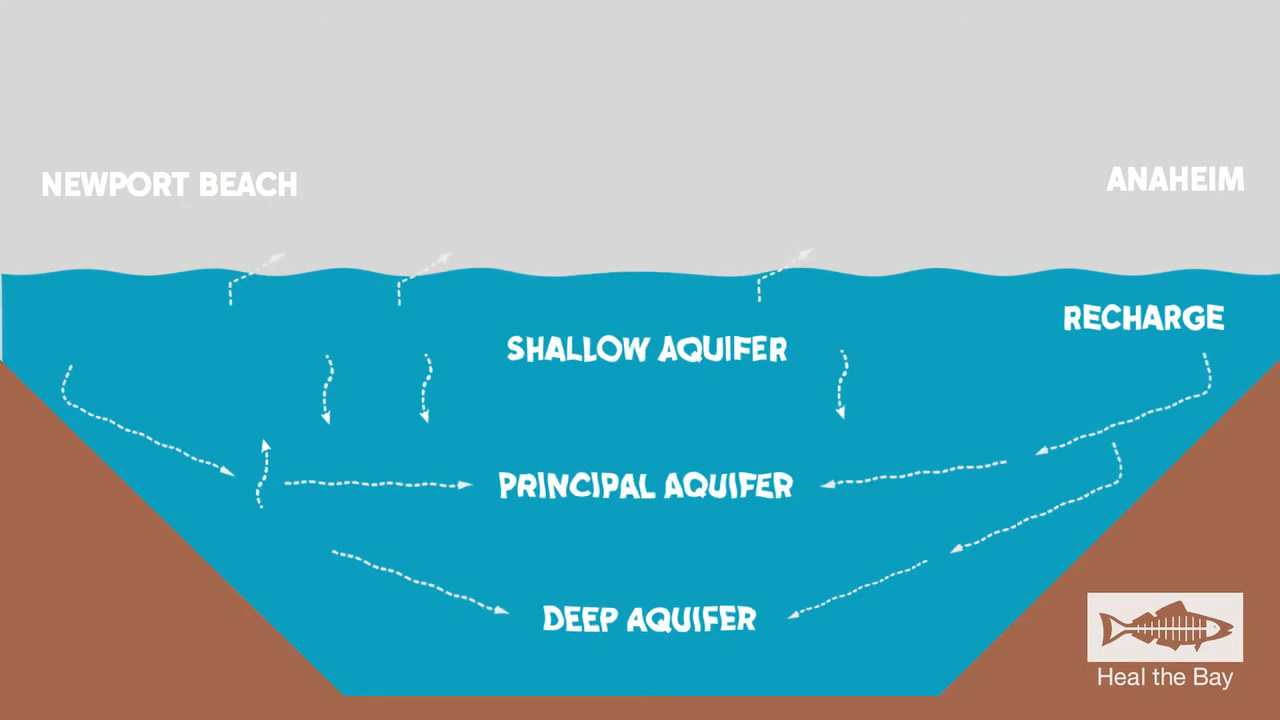 NEWPORT BEACH
ANAHEIM
RECHARGE
SHALLOW AQUIFER
PRINCIPAL AQUIFER
DEEP AQUIFER
Heal the Bay